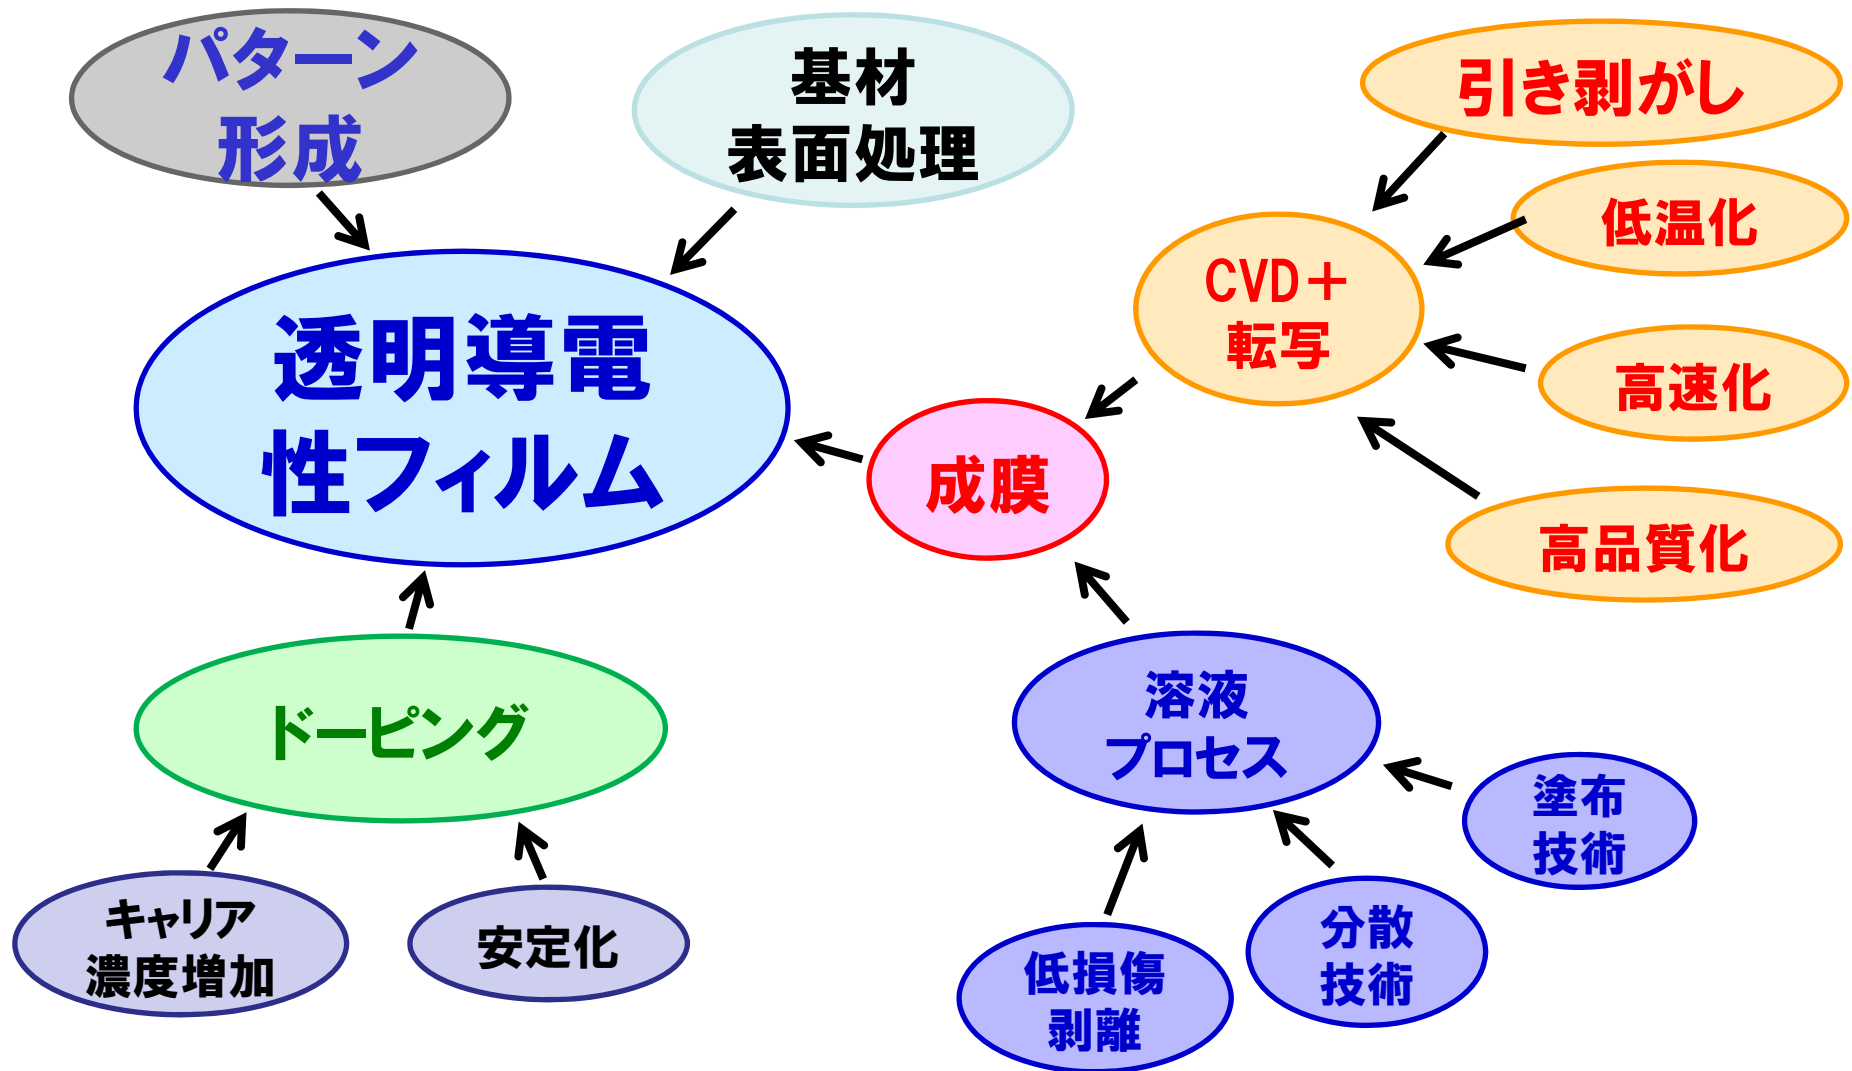 パターン
形成
基材
表面処理
引き剥がし
低温化
CVD＋
転写
高速化
高品質化
透明導電
性フィルム
成膜
ドーピング
溶液
プロセス
塗布
技術
分散
技術
低損傷
剥離
キャリア
濃度増加
安定化